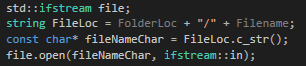 std::ifstream file;
string FileLoc = FolderLoc + "/" + Filename;
const char* fileNameChar = FileLoc.c_str();
file.open(fileNameChar, ifstream::in);